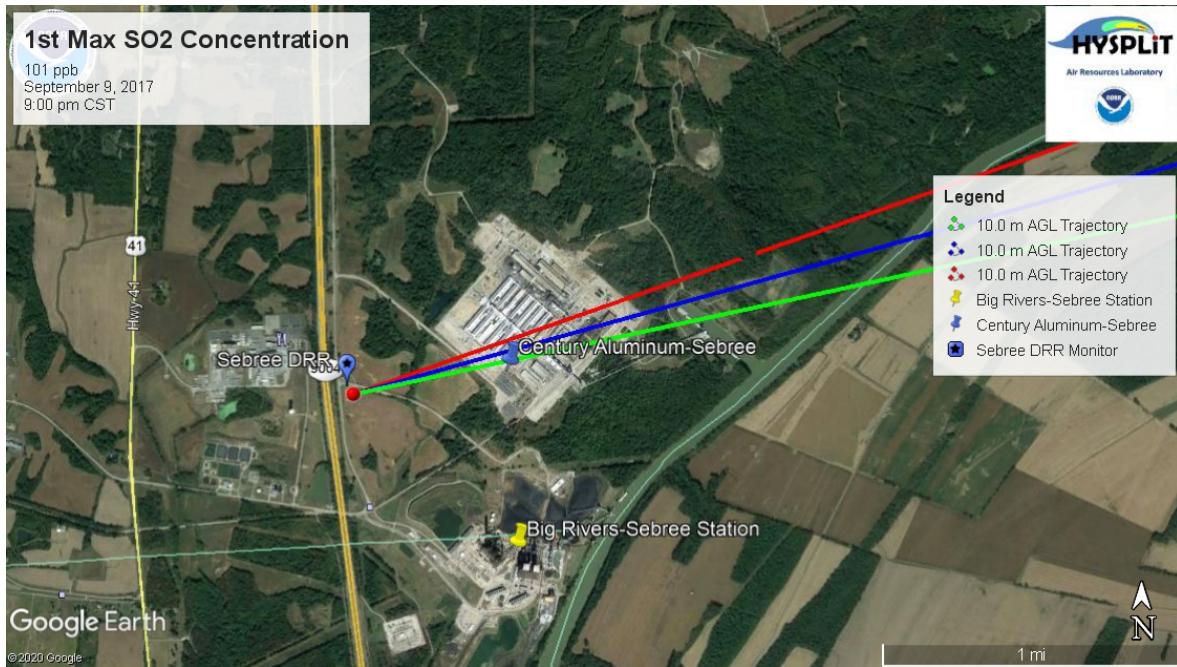 1st Max SO2 Concentration
101 ppb
September 9, 2017
9:00 pm CST
HYSPLIT
Air Resources Laboratory
NOAA
Legend
10.0 m AGL Trajectory
10.0 m AGL Trajectory
10.0 m AGL Trajectory
Big Rivers-Sebree Station
Century Aluminum-Sebree
Sebree DRR Monitor
41
Hwy 41
Sebree DRR
9004
Century Aluminum-Sebree
Big Rivers-Sebree Station
Google Earth
©2020 Google
N
1 mi